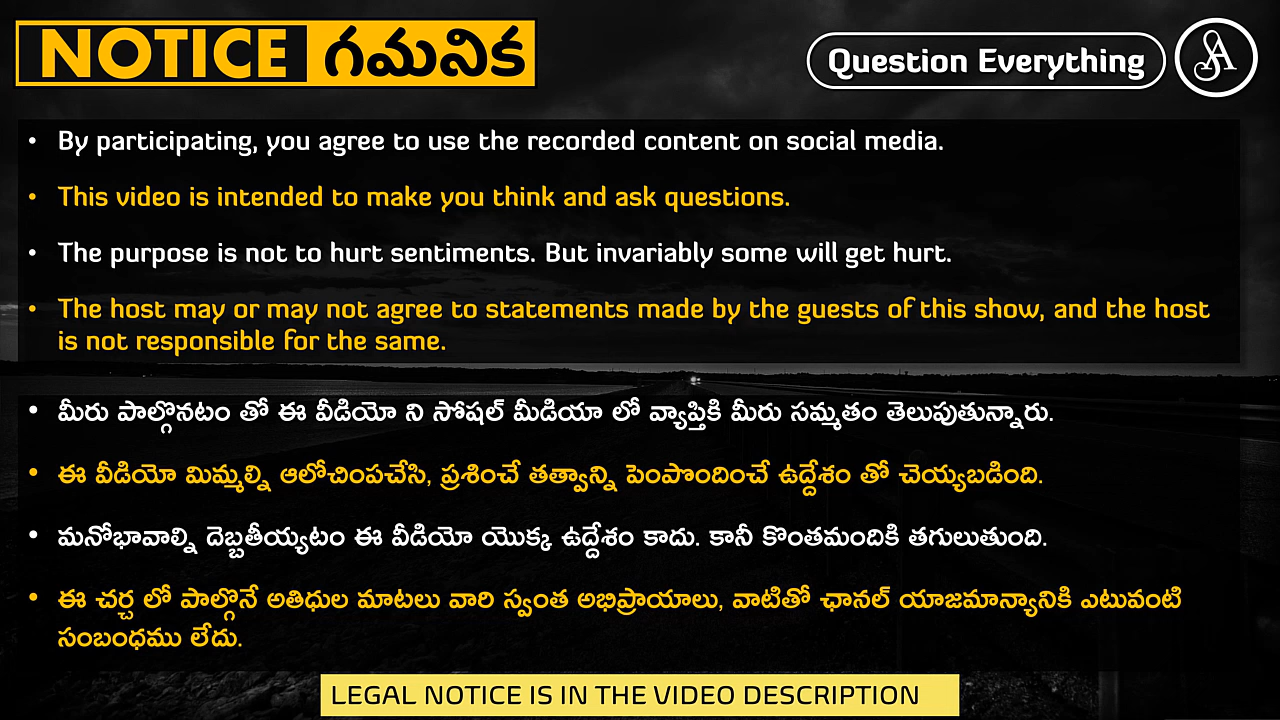 NOTICE గమనిక
Question Everything
• By participating, you agree to use the recorded content on social media.
• This video is intended to make you think and ask questions.
• The purpose is not to hurt sentiments. But invariably some will get hurt.
• The host may or may not agree to statements made by the guests of this show, and the host
is not responsible for the same.
• మీరు పాల్గొనటం తో ఈ వీడియో ని సోషల్ మీడియా లో వ్యాప్తికి మీరు సమ్మతం తెలుపుతున్నారు.
• ఈ వీడియో మిమ్మల్ని ఆలోచింపచేసి, ప్రశించే తత్వాన్ని పెంపొందించే ఉద్దేశం తో చెయ్యబడింది.
• మనోభావాల్ని దెబ్బతీయ్యటం ఈ వీడియో యొక్క ఉద్దేశం కాదు. కానీ కొంతమందికి తగులుతుంది.
• ఈ చర్చ లో పాల్గొనే అతిధుల మాటలు వారి స్వంత అభిప్రాయాలు, వాటితో ఛానల్ యాజమాన్యానికి ఎటువంటి
సంబంధము లేదు.
LEGAL NOTICE IS IN THE VIDEO DESCRIPTION